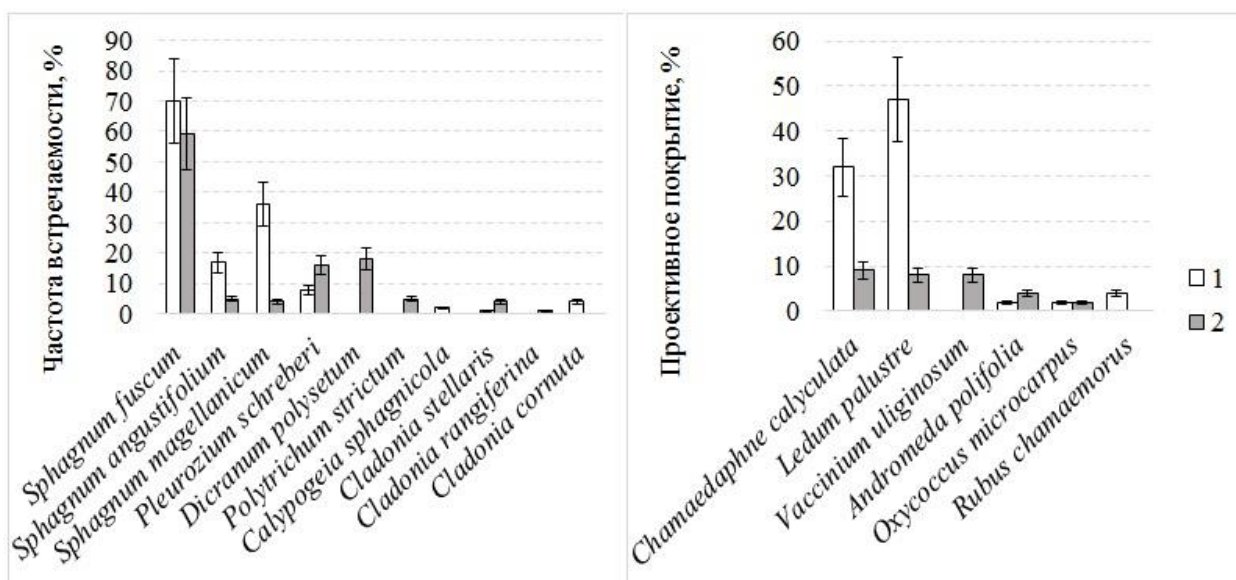 Частота встречаемости, %
90
80
70
60
50
40
30
20
10
0
Sphagnum fuscum
Sphagnum angustifolium
Sphagnum magellanicum
Pleurozium schreberi
Dicranum polysetum
Polytrichum strictum
Calypogeia sphagnicola
Cladonia stellaris
Cladonia rangiferina
Cladonia cornuta
Проективное покрытие, %
60
50
40
30
20
10
0
Chamaedaphne calyculata
Ledum palustre
Vaccinium uliginosum
Andromeda polifolia
Oxycoccus microcarpus
Rubus chamaemorus
1
2